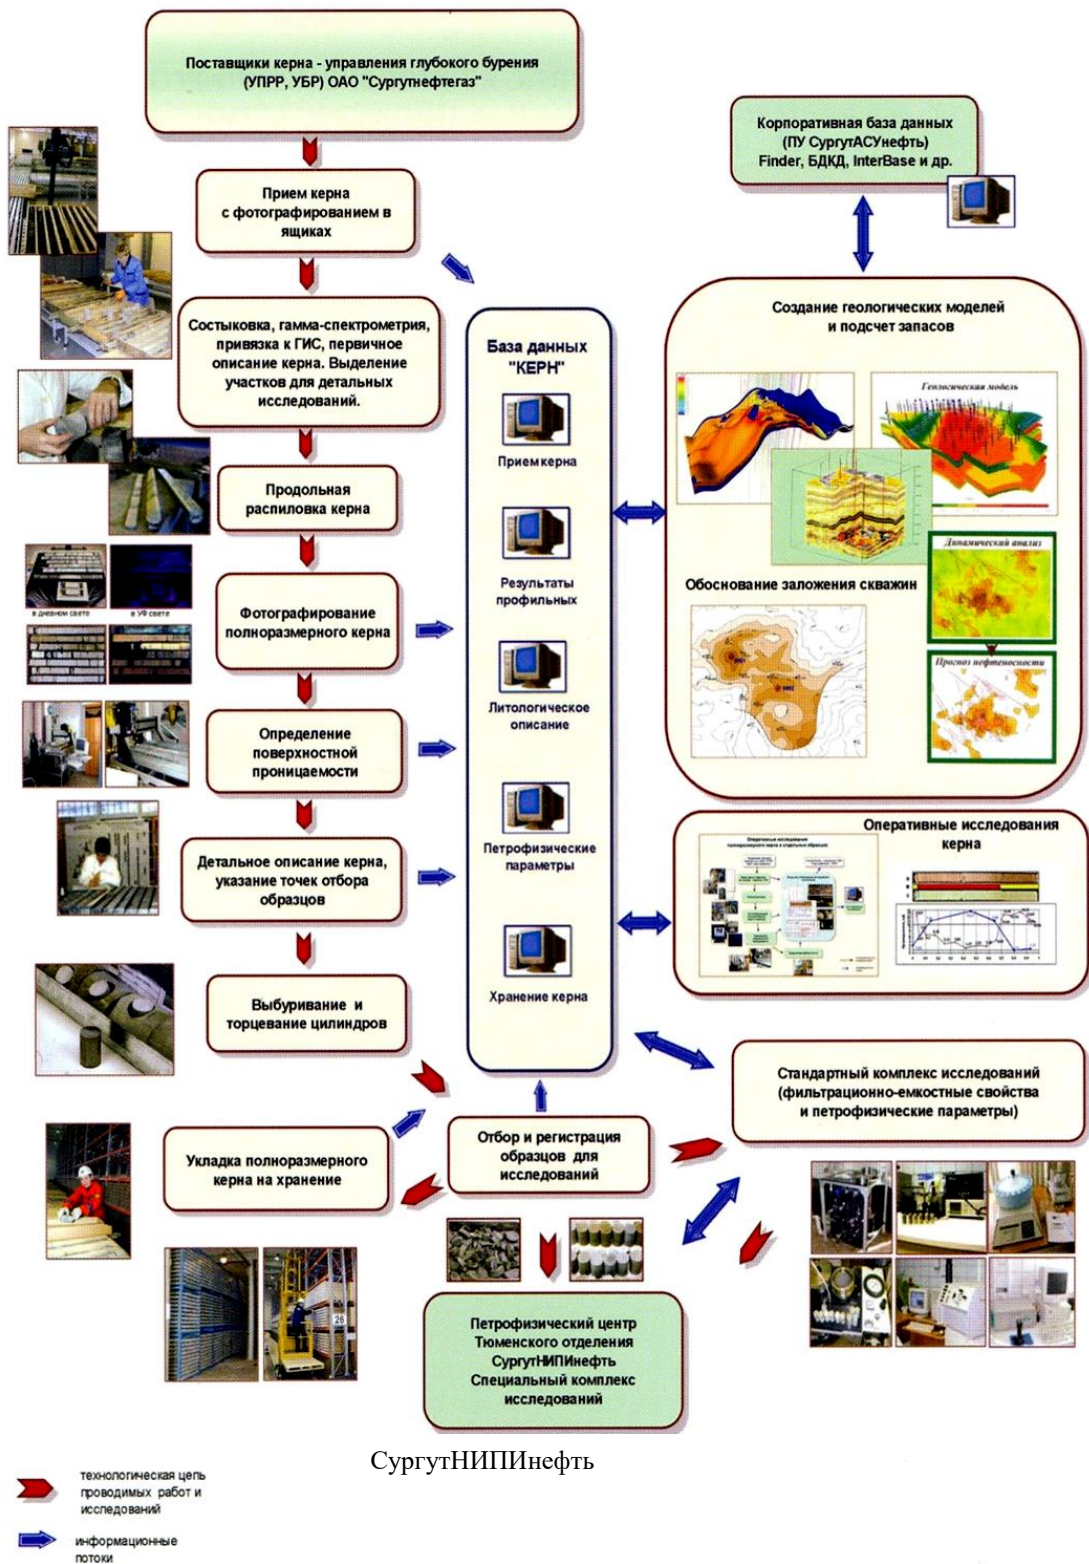 Поставщики керна - управления глубокого бурения
(УПРР, УБР) ОАО "Сургутнефтегаз"
Прием керна
с фотографированием в
ящиках
Состыковка, гамма-спектрометрия,
привязка к ГИС, первичное
описание керна. Выделение
участков для детальных
исследований.
Продольная
распиловка керна
в дневном свете
в УФ свете
Фотографирование
полноразмерного керна
Определение
поверхностной
проницаемости
Детальное описание керна,
указание точек отбора
образцов
Выбуривание и
торцевание цилиндров
Укладка полноразмерного
керна на хранение
Отбор и регистрация
образцов для
исследований
База данных
"КЕРН"
Прием керна
Результаты
профильных
Литологическое
описание
Петрофизические
параметры
Хранение керна
Корпоративная база данных
(ПУ СургутАСУнефть)
Finder, БДКД, InterBase и др.
Создание геологических моделей
и подсчет запасов
Геологическая модель
Динамический анализ
Обоснование заложения скважин
Прогноз нефтеносности
Оперативные исследования
керна
Стандартный комплекс исследований
(фильтрационно-емкостные свойства
и петрофизические параметры)
26
Петрофизический центр
Тюменского отделения
СургутНИПИнефть
Специальный комплекс
исследований
СургутНИПИнефть
технологическая цепь
проводимых работ и
исследований
информационные
потоки